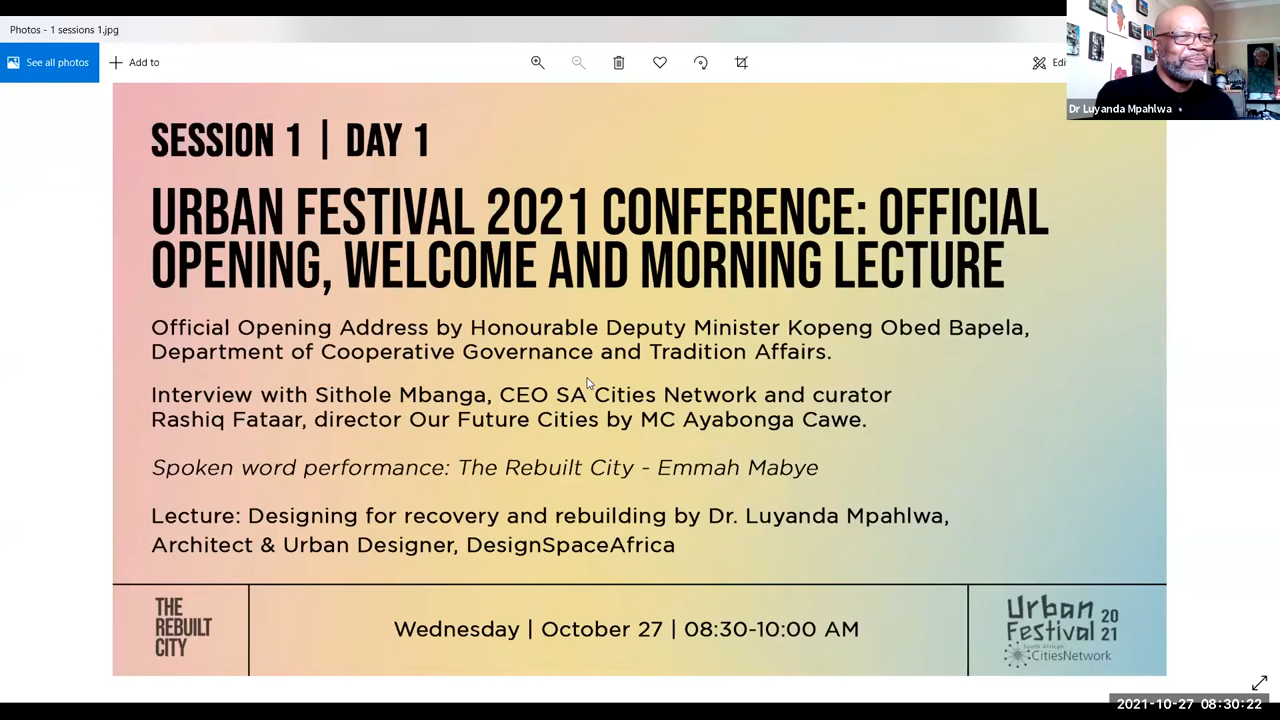 Photos - 1 sessions 1.jpg
See all photos
Add to
Edi
Dr Luyanda Mpahlwa
SESSION 1 | DAY 1
URBAN FESTIVAL 2021 CONFERENCE: OFFICIAL
OPENING, WELCOME AND MORNING LECTURE
Official Opening Address by Honourable Deputy Minister Kopeng Obed Bapela,
Department of Cooperative Governance and Tradition Affairs.
Interview with Sithole Mbanga, CEO SA Cities Network and curator
Rashiq Fataar, director Our Future Cities by MC Ayabonga Cawe.
Spoken word performance: The Rebuilt City - Emmah Mabye
Lecture: Designing for recovery and rebuilding by Dr. Luyanda Mpahlwa,
Architect & Urban Designer, DesignSpaceAfrica
THE
REBUILT
CITY
Wednesday | October 27 | 08:30-10:00 AM
Urban 20
Festival 21
South African
CitiesNetwork
2021-10-27 08:30:22